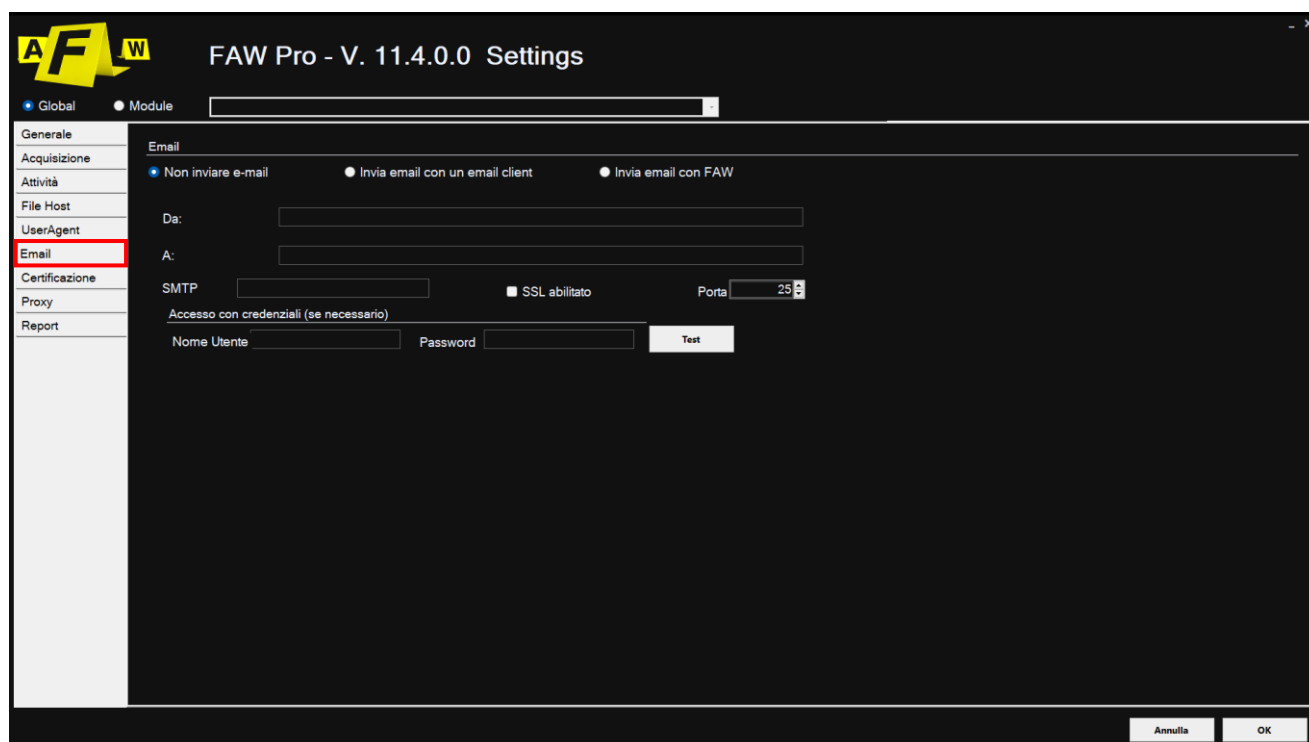 A F W FAW Pro - V. 11.4.0.0 Settings
Global Module
Generale
Acquisizione
Attività
File Host
UserAgent
Email
Certificazione
Proxy
Report
Email
Non inviare e-mail Invia email con un email client Invia email con FAW
Da:
A:
SMTP SSL abilitato Porta 25
Accesso con credenziali (se necessario)
Nome Utente Password Test
Annulla OK